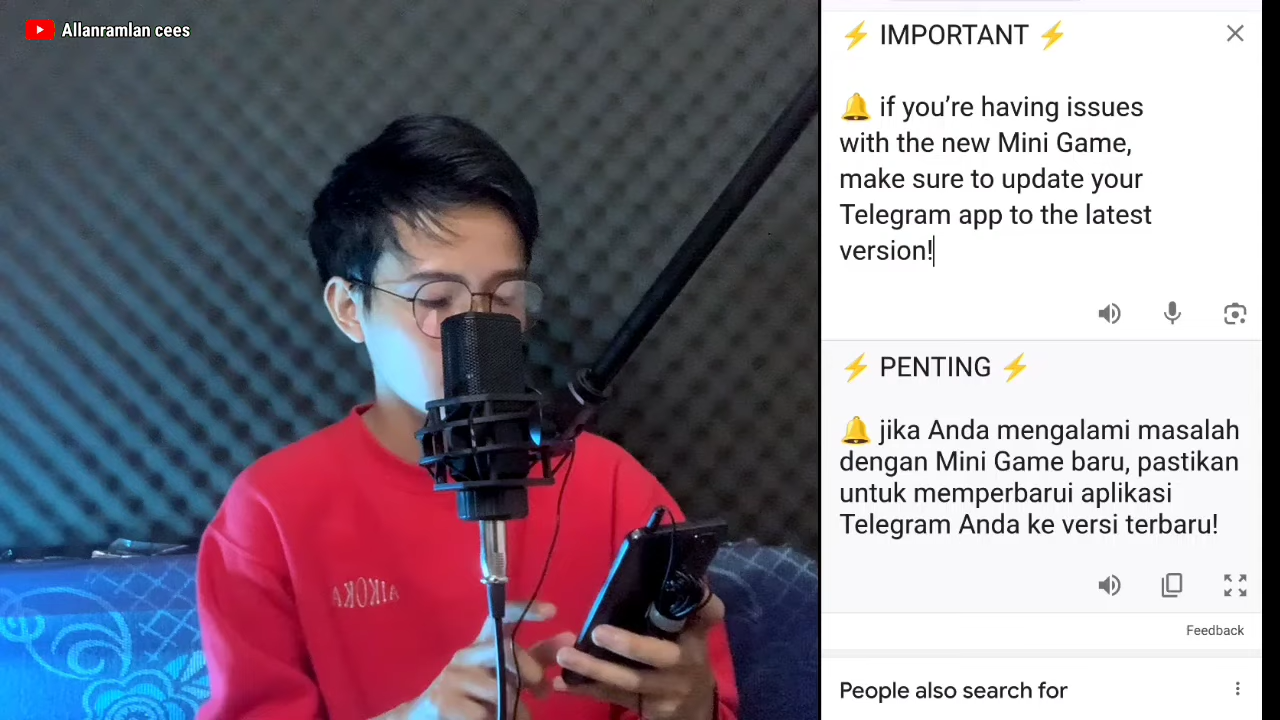 Allanramlan cees
⚡ IMPORTANT ⚡
🔔 if you’re having issues
with the new Mini Game,
make sure to update your
Telegram app to the latest
version!
⚡ PENTING ⚡
🔔 jika Anda mengalami masalah
dengan Mini Game baru, pastikan
untuk memperbarui aplikasi
Telegram Anda ke versi terbaru!
Feedback
People also search for
AIKOKA